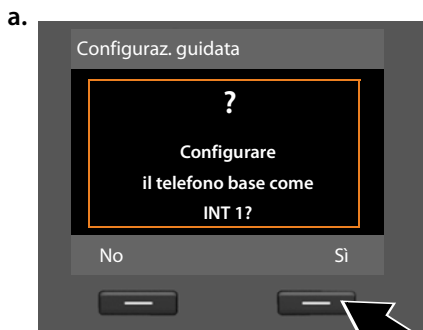 a.
Configuraz. guidata
?
Configurare
il telefono base come
INT 1?
No Sì